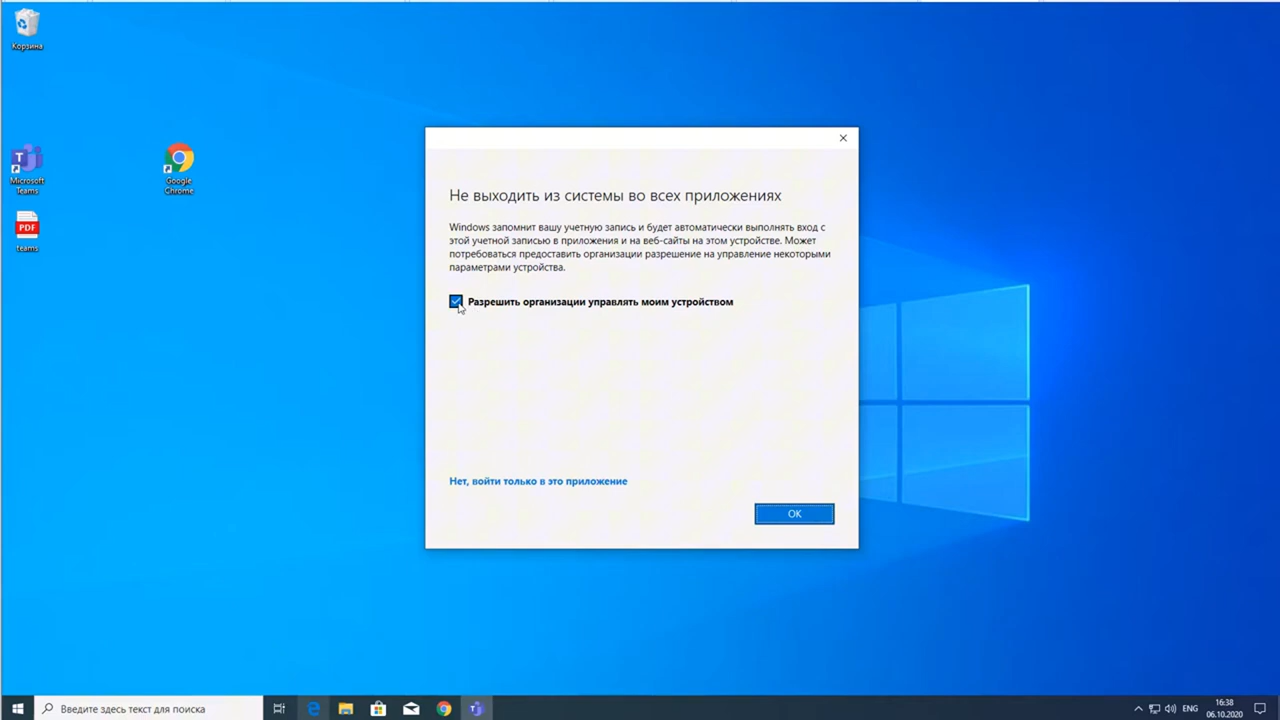 Корзина
Microsoft
Teams
Google
Chrome
PDF
teams
Не выходить из системы во всех приложениях
Windows запомнит вашу учетную запись и будет автоматически выполнять вход с
этой учетной записью в приложения и на веб-сайты на этом устройстве. Может
потребоваться предоставить организации разрешение на управление некоторыми
параметрами устройства.
Разрешить организации управлять моим устройством
Нет, войти только в это приложение
ОК
Введите здесь текст для поиска
ENG
16:38
06.10.2020